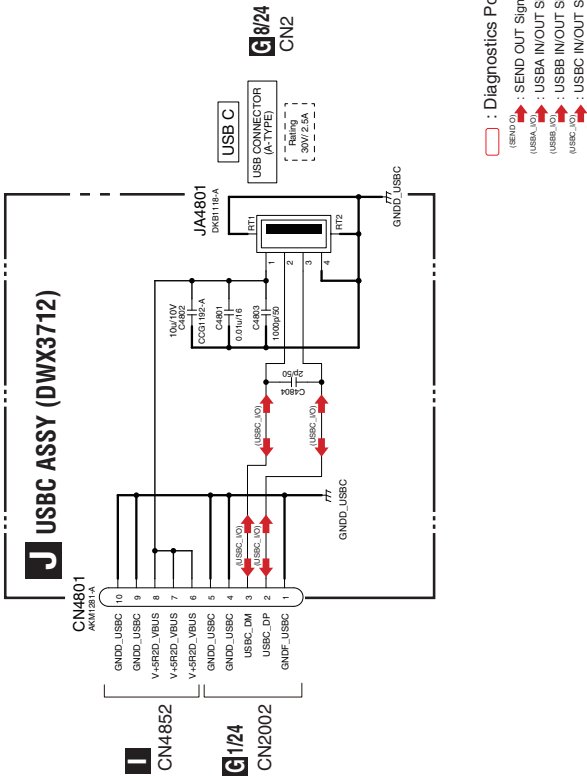 J USBC ASSY (DWX3712)
CN4801
AKM1281-A
GNDD_USBC 10
GNDD_USBC 9
V+5R2D_VBUS 8
V+5R2D_VBUS 7
V+5R2D_VBUS 6
GNDD_USBC 5
GNDD_USBC 4
USBC_DM 3
USBC_DP 2
GNDF_USBC 1
I
CN4852
G 1/24
CN2002
(USBC_I/O)
(USBC_I/O)
(USBC_I/O)
(USBC_I/O)
GNDD_USBC
10u/10V
C4802
CCG1192-A
C4801
0.01u/16
C4803
1000p/50
C4804
2p/50
JA4801
DKB1118-A
RT1
1
2
3
4
RT2
GNDD_USBC
USB C
USB CONNECTOR
(A-TYPE)
Rating
30V/ 2.5A
G 8/24
CN2
: Diagnostics Po
(SEND O)
: SEND OUT Sign
(USBA_I/O)
: USBA IN/OUT S
(USBB_I/O)
: USBB IN/OUT S
(USBC_I/O)
: USBC IN/OUT S